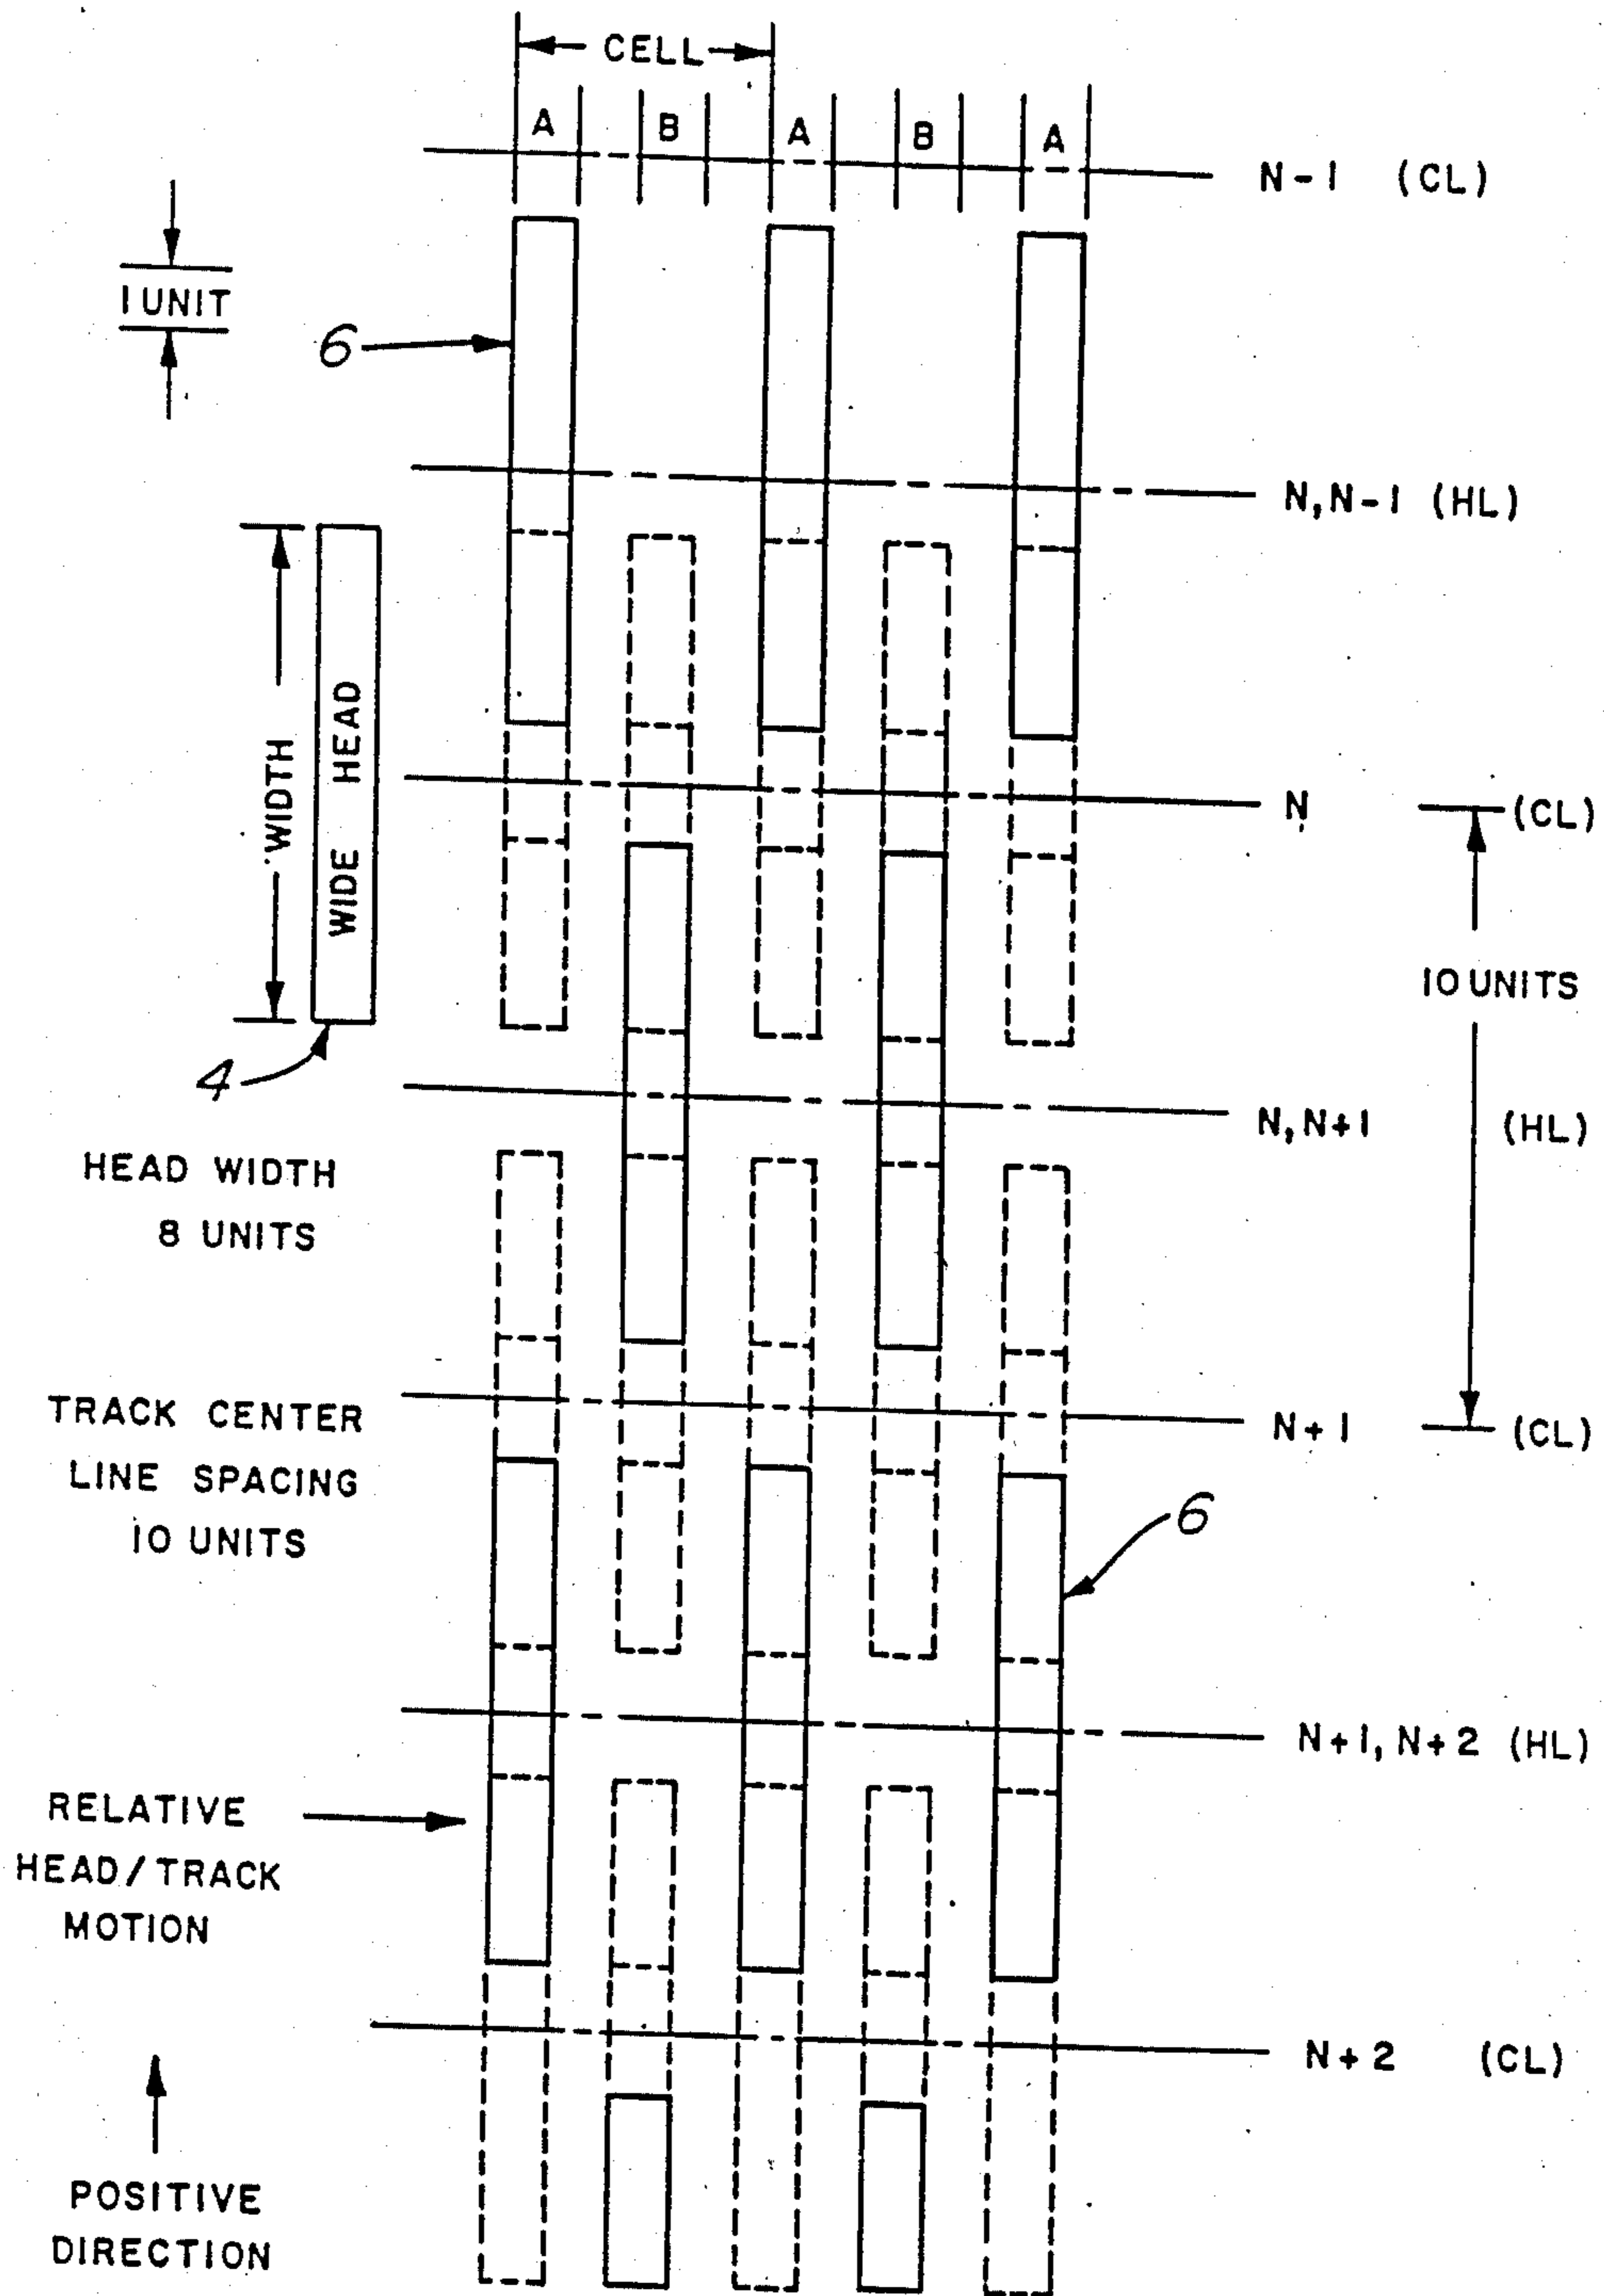 CELL
A B A B A
N-1 (CL)
1 UNIT
6
N, N-1 (HL)
WIDTH
WIDE HEAD
N (CL)
10 UNITS
4
N, N+1 (HL)
HEAD WIDTH
8 UNITS
TRACK CENTER
LINE SPACING
10 UNITS
N+1 (CL)
6
N+1, N+2 (HL)
RELATIVE
HEAD/TRACK
MOTION
N+2 (CL)
POSITIVE
DIRECTION